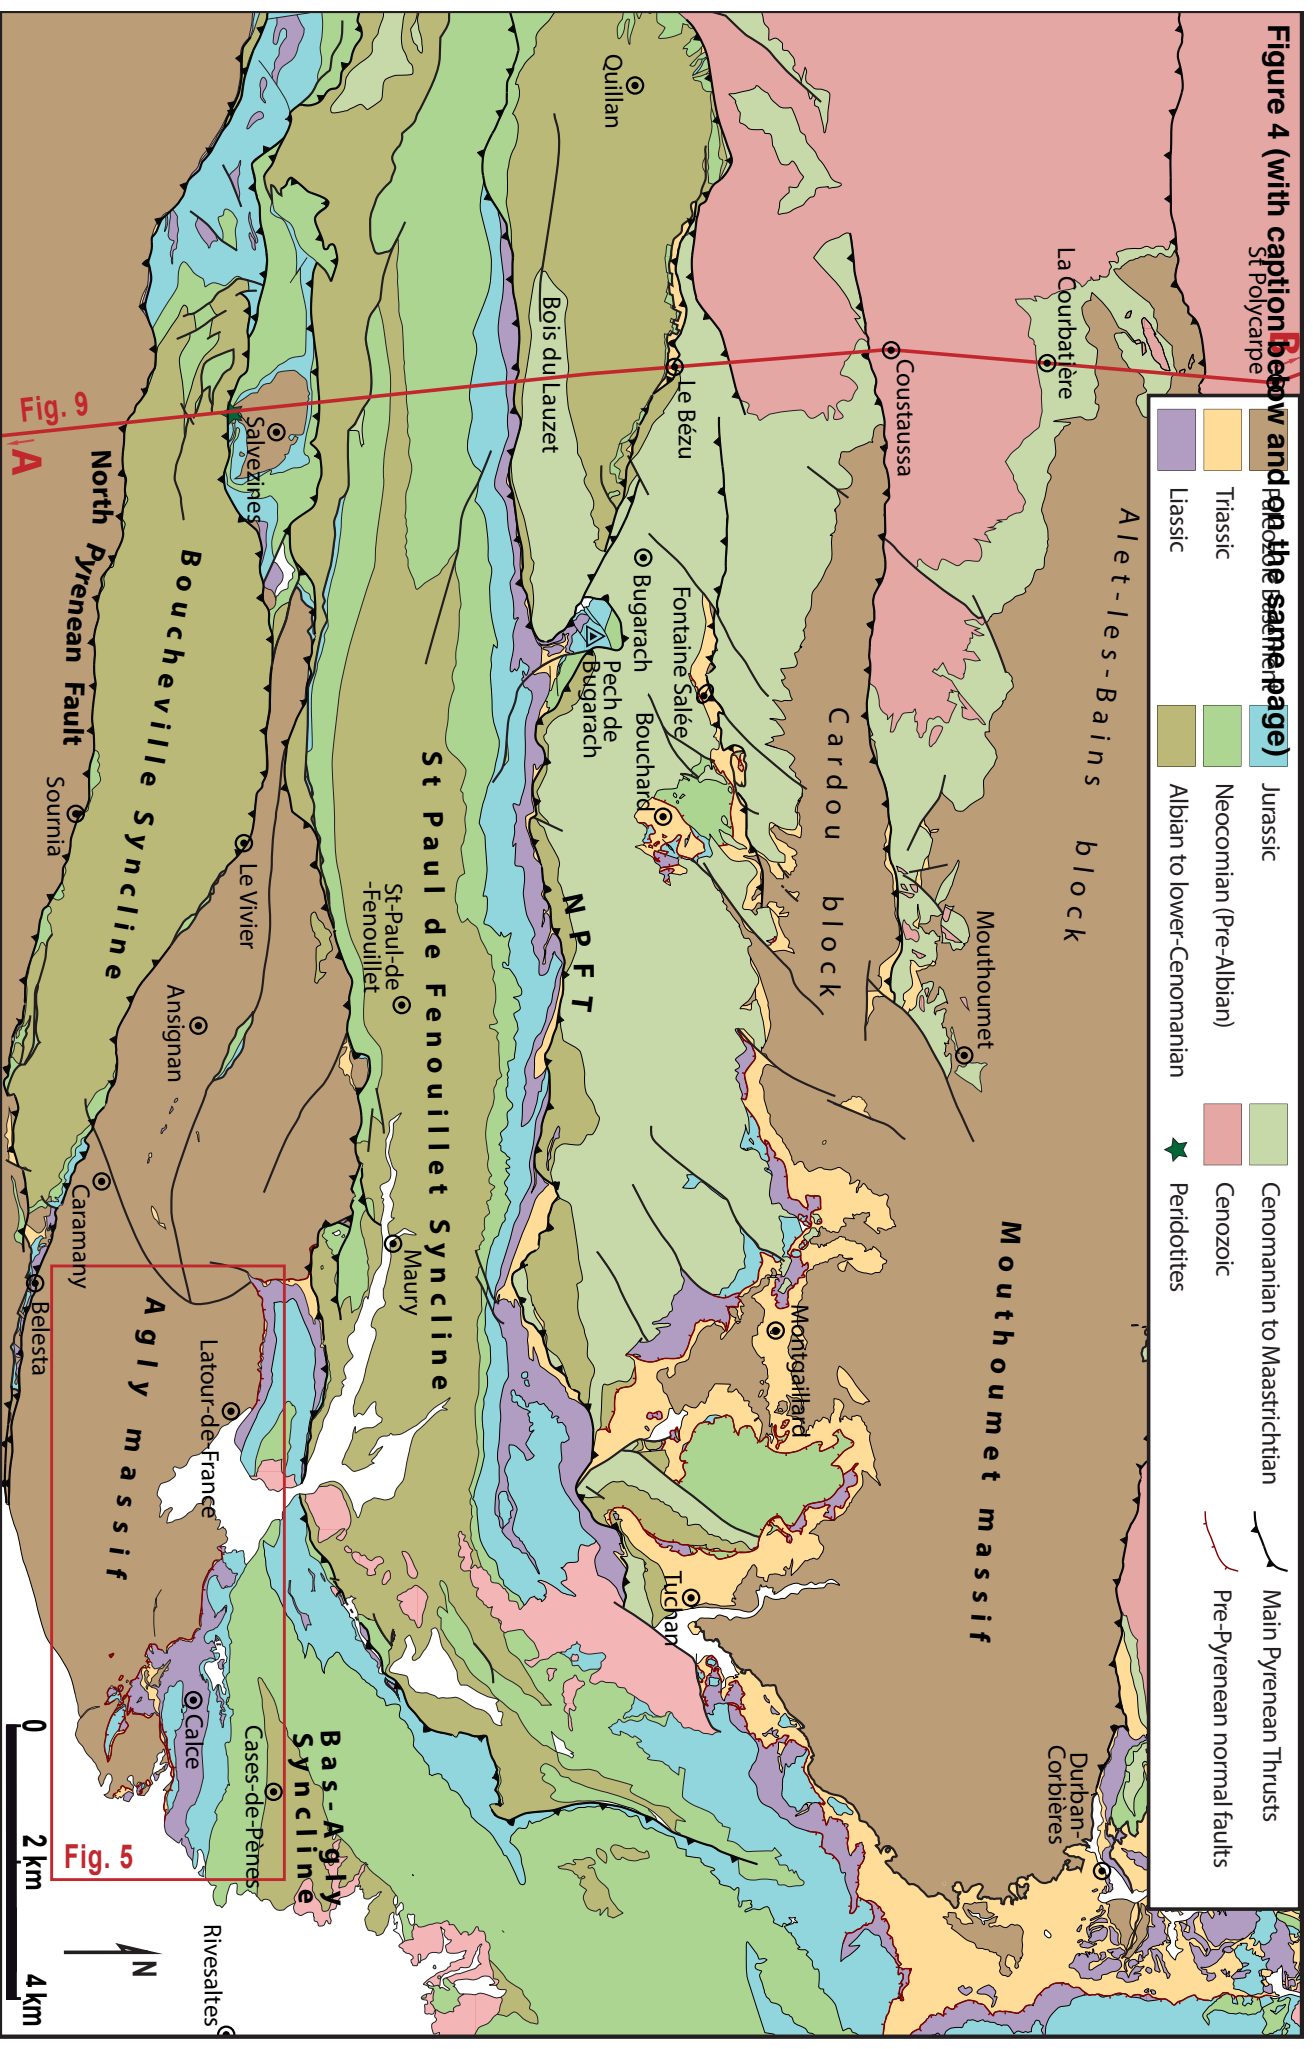 Figure 4 (with caption below and on the same page)
St Polycarpe
B
Paleozoic Basement
Triassic
Liassic
Jurassic
Neocomian (Pre-Albian)
Albian to lower-Cenomanian
Cenomanian to Maastrichtian
Cenozoic
Peridotites
Main Pyrenean Thrusts
Pre-Pyrenean normal faults
La Courbatière
Alet-les-Bains block
Mouthoumet
Mouthoumet massif
Durban-
Corbières
Coustaussa
Cardou block
Quillan
le Bézu
Bugarach
Fontaine Salée
Bouchard
Montgaillard
Tuchan
Bois du Lauzet
Pech de
Bugarach
NPFT
St Paul de Fenouillet Syncline
St-Paul-de
-Fenouillet
Maury
Bas-Agly
Syncline
Salvezines
Le Vivier
Ansignan
Latour-de-France
Cases-de-Pènes
Calce
Rivesaltes
Boucheville Syncline
Caramany
Agly massif
North Pyrenean Fault
Sournia
Belesta
Fig. 9
A
Fig. 5
N
0
2 km
4 km